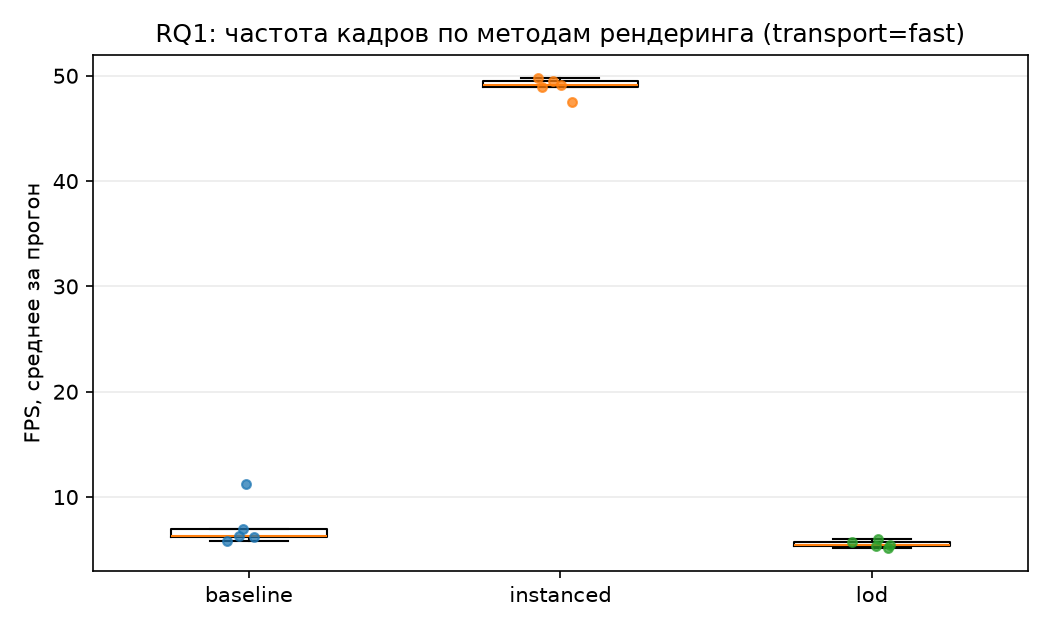 RQ1: частота кадров по методам рендеринга (transport=fast)
FPS, среднее за прогон
50
40
30
20
10
baseline
instanced
lod